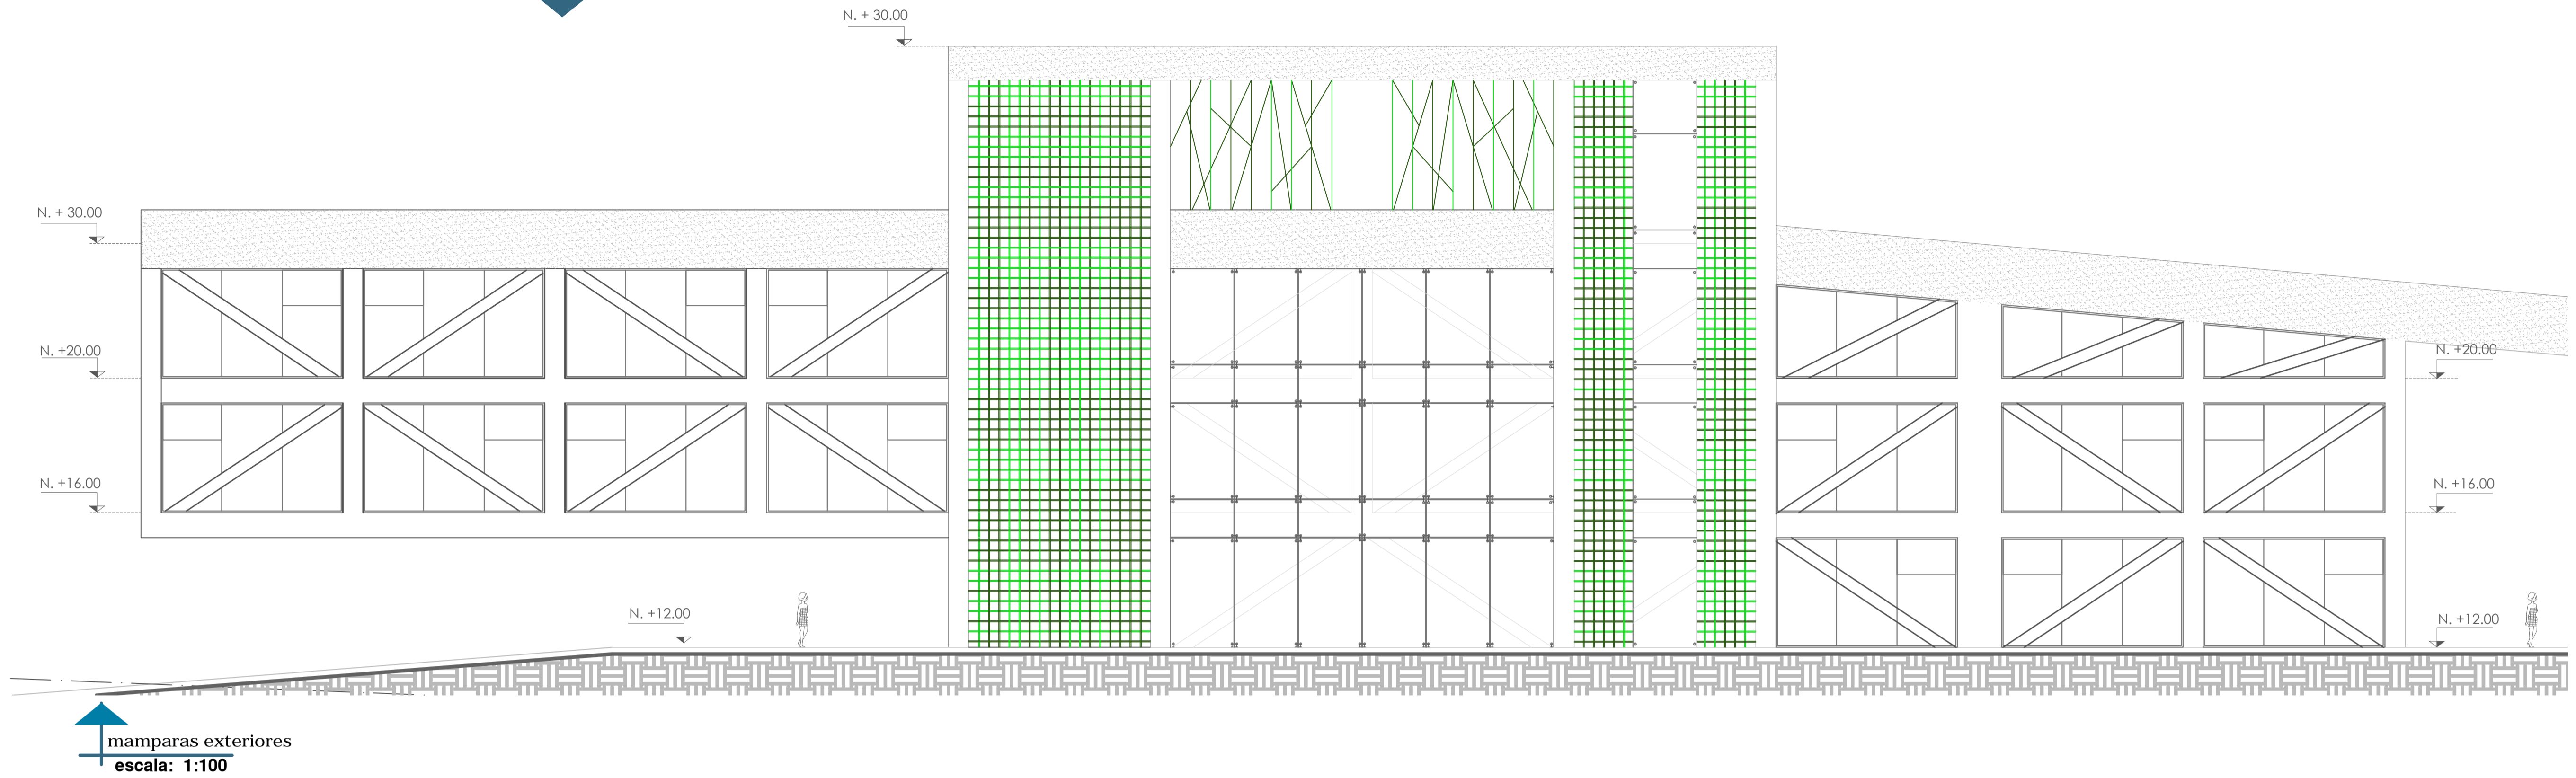 N. + 30.00
N. + 30.00
N. +20.00
N. +20.00
N. +16.00
N. +16.00
N. +12.00
N. +12.00
mamparas exteriores
escala: 1:100